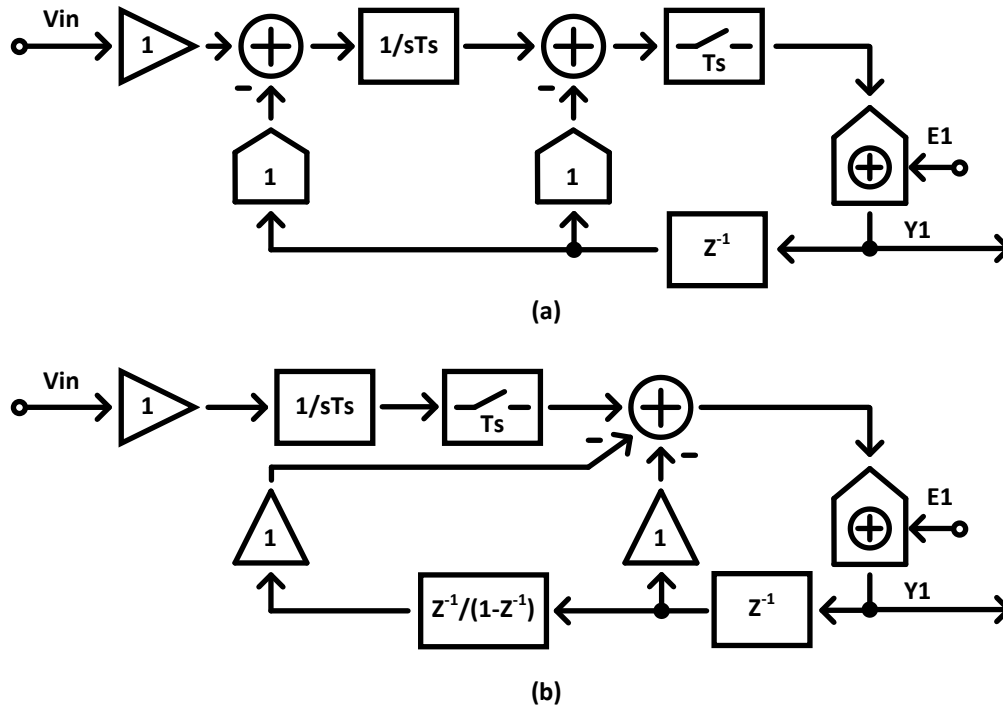 Vin
1
1/sTs
Ts
1
1
E1
Z⁻¹
Y1
(a)
Vin
1
1/sTs
Ts
1
1
E1
Z⁻¹/(1-Z⁻¹)
Z⁻¹
Y1
(b)